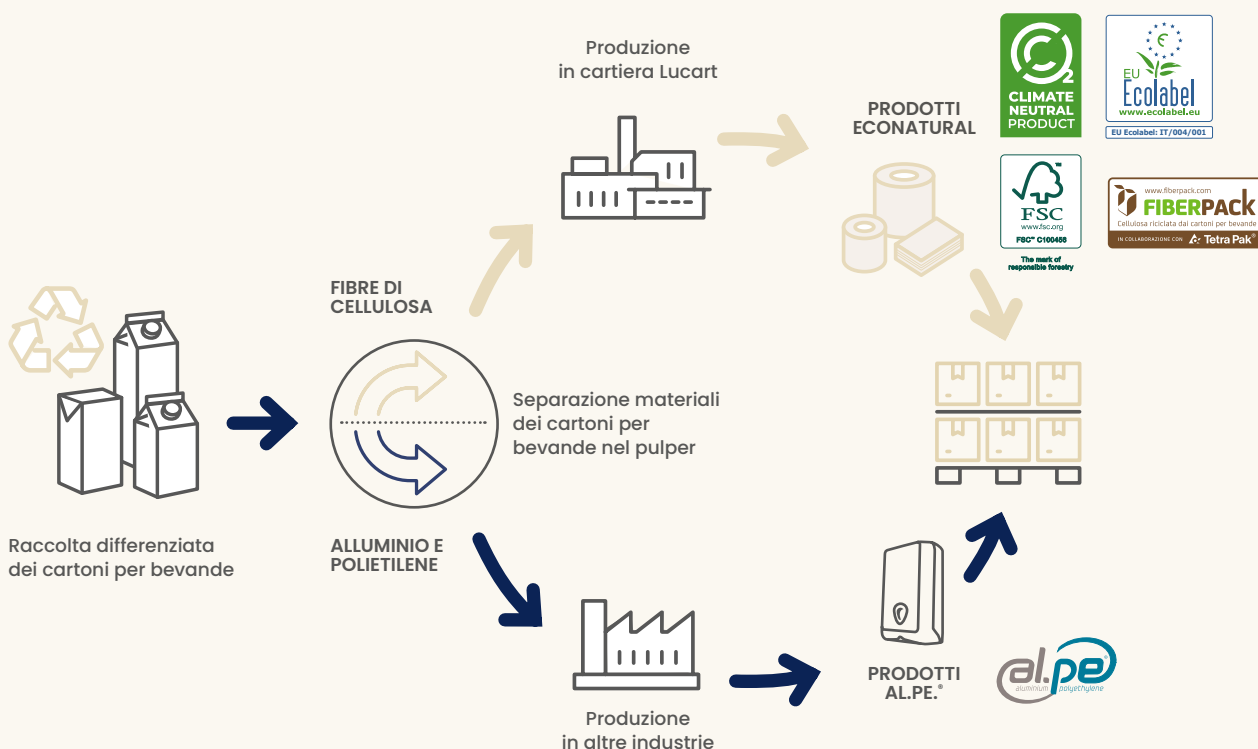 Produzione
in cartiera Lucart
PRODOTTI
ECONATURAL
CO2
CLIMATE
NEUTRAL
PRODUCT
EU
Ecolabel
www.ecolabel.eu
EU Ecolabel: IT/004/001
FSC
www.fsc.org
FSC® C100455
The mark of
responsible forestry
www.fiberpack.com
FIBERPACK
Cellulosa riciclata dai cartoni per bevande
IN COLLABORAZIONE CON Tetra Pak®
FIBRE DI
CELLULOSA
Separazione materiali
dei cartoni per
bevande nel pulper
Raccolta differenziata
dei cartoni per bevande
ALLUMINIO E
POLIETILENE
Produzione
in altre industrie
PRODOTTI
AL.PE.®
al.pe®
aluminium polyethylene